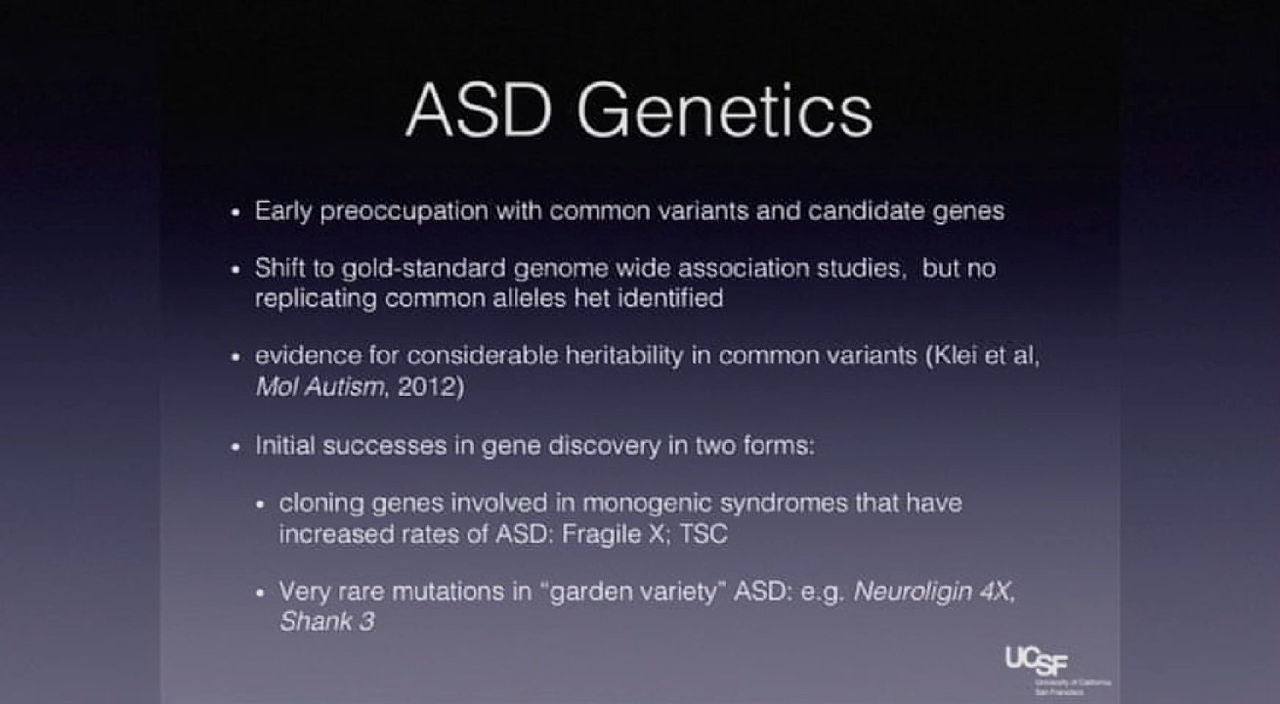 ASD Genetics
• Early preoccupation with common variants and candidate genes
• Shift to gold-standard genome wide association studies, but no
replicating common alleles het identified
• evidence for considerable heritability in common variants (Klei et al,
Mol Autism, 2012)
• Initial successes in gene discovery in two forms:
• cloning genes involved in monogenic syndromes that have
increased rates of ASD: Fragile X; TSC
• Very rare mutations in “garden variety” ASD: e.g. Neuroligin 4X,
Shank 3
UCSF
University of California
San Francisco